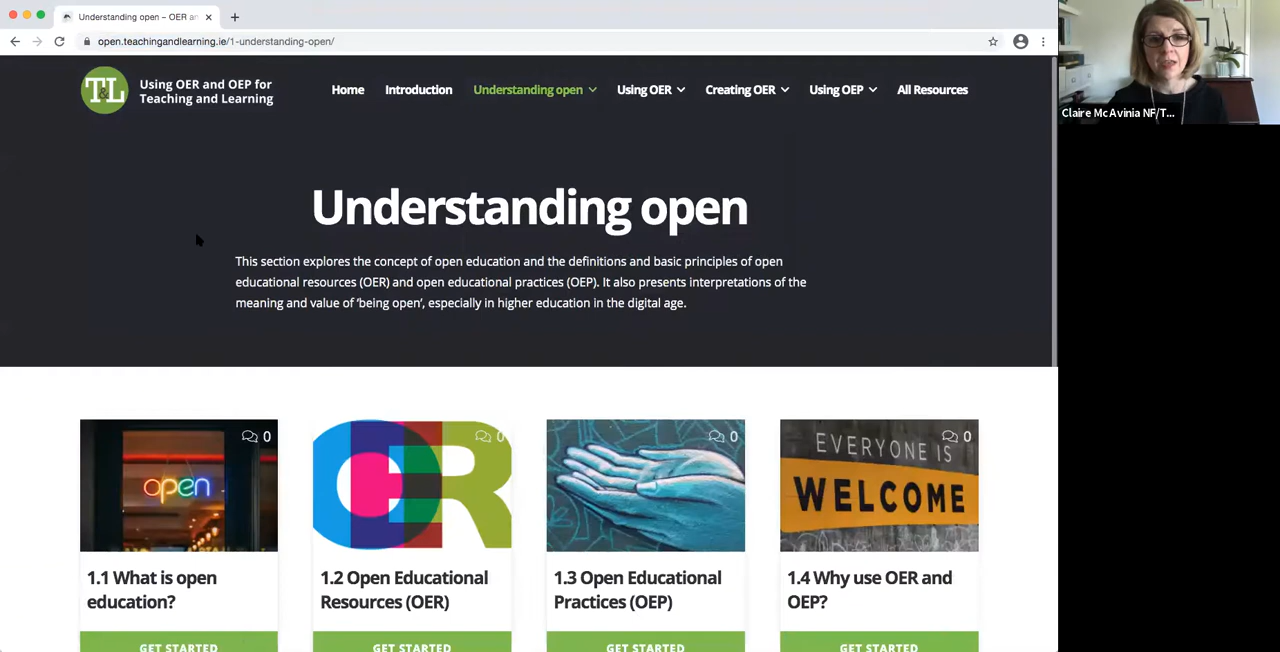 Understanding open – OER an
open.teachingandlearning.ie/1-understanding-open/
T&L
Using OER and OEP for
Teaching and Learning
Home
Introduction
Understanding open
Using OER
Creating OER
Using OEP
All Resources
Claire Mc Avinia NF/T...
Understanding open
This section explores the concept of open education and the definitions and basic principles of open
educational resources (OER) and open educational practices (OEP). It also presents interpretations of the
meaning and value of ‘being open’, especially in higher education in the digital age.
0
open
1.1 What is open
education?
GET STARTED
0
OER
1.2 Open Educational
Resources (OER)
GET STARTED
0
1.3 Open Educational
Practices (OEP)
GET STARTED
0
EVERYONE IS
WELCOME
1.4 Why use OER and
OEP?
GET STARTED